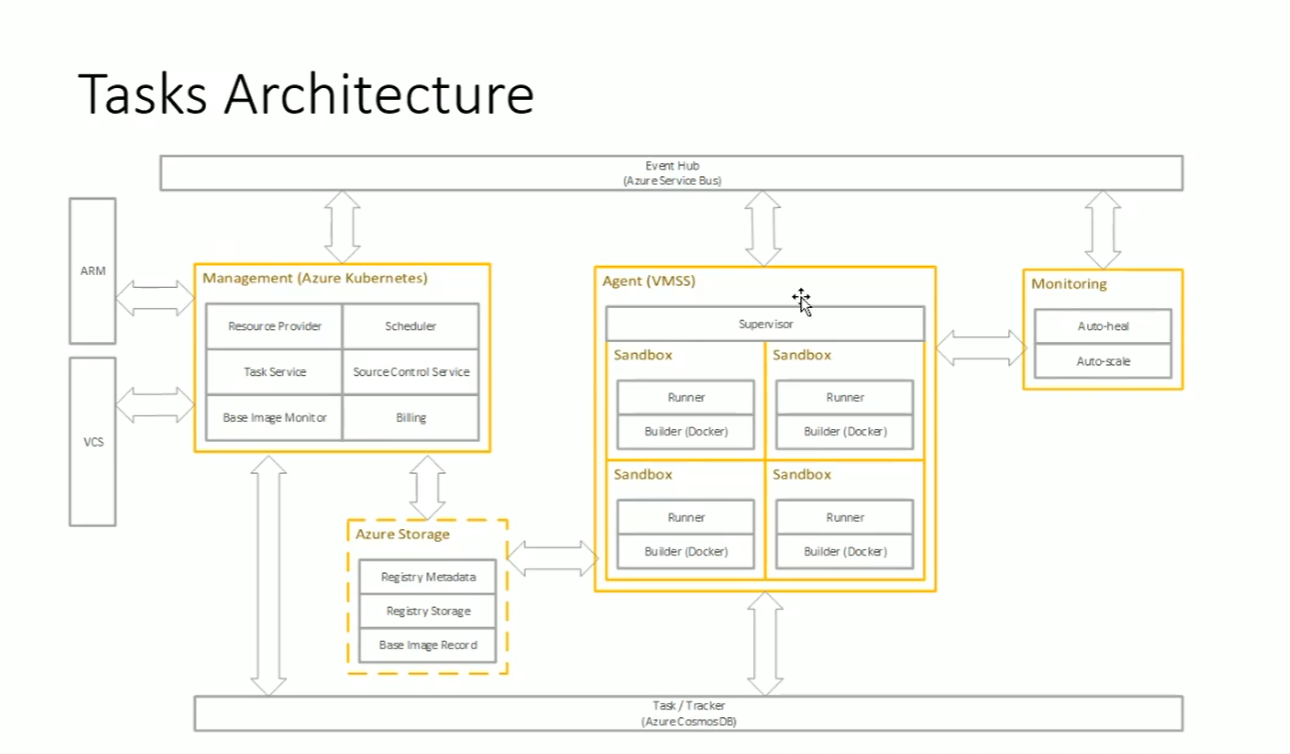 Tasks Architecture
Event Hub
(Azure Service Bus)
ARM
VCS
Management (Azure Kubernetes)
Resource Provider
Scheduler
Task Service
Source Control Service
Base Image Monitor
Billing
Agent (VMSS)
Supervisor
Sandbox
Runner
Builder (Docker)
Sandbox
Runner
Builder (Docker)
Sandbox
Runner
Builder (Docker)
Sandbox
Runner
Builder (Docker)
Monitoring
Auto-heal
Auto-scale
Azure Storage
Registry Metadata
Registry Storage
Base Image Record
Task / Tracker
(Azure CosmosDB)